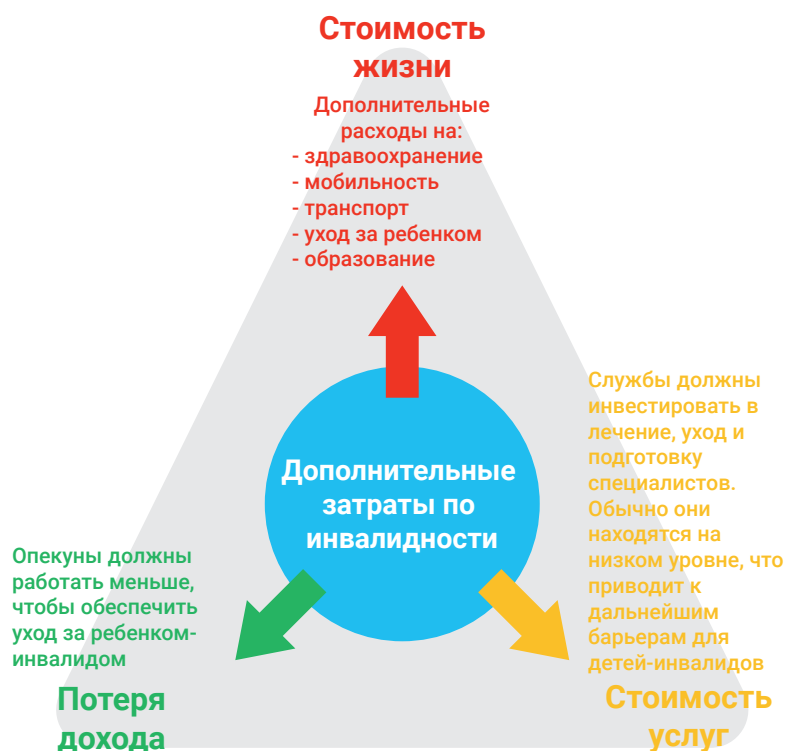 Стоимость
жизни
Дополнительные
расходы на:
- здравоохранение
- мобильность
- транспорт
- уход за ребенком
- образование
Дополнительные
затраты по
инвалидности
Опекуны должны
работать меньше,
чтобы обеспечить
уход за ребенком-
инвалидом
Потеря
дохода
Службы должны
инвестировать в
лечение, уход и
подготовку
специалистов.
Обычно они
находятся на
низком уровне, что
приводит к
дальнейшим
барьерам для
детей-инвалидов
Стоимость
услуг